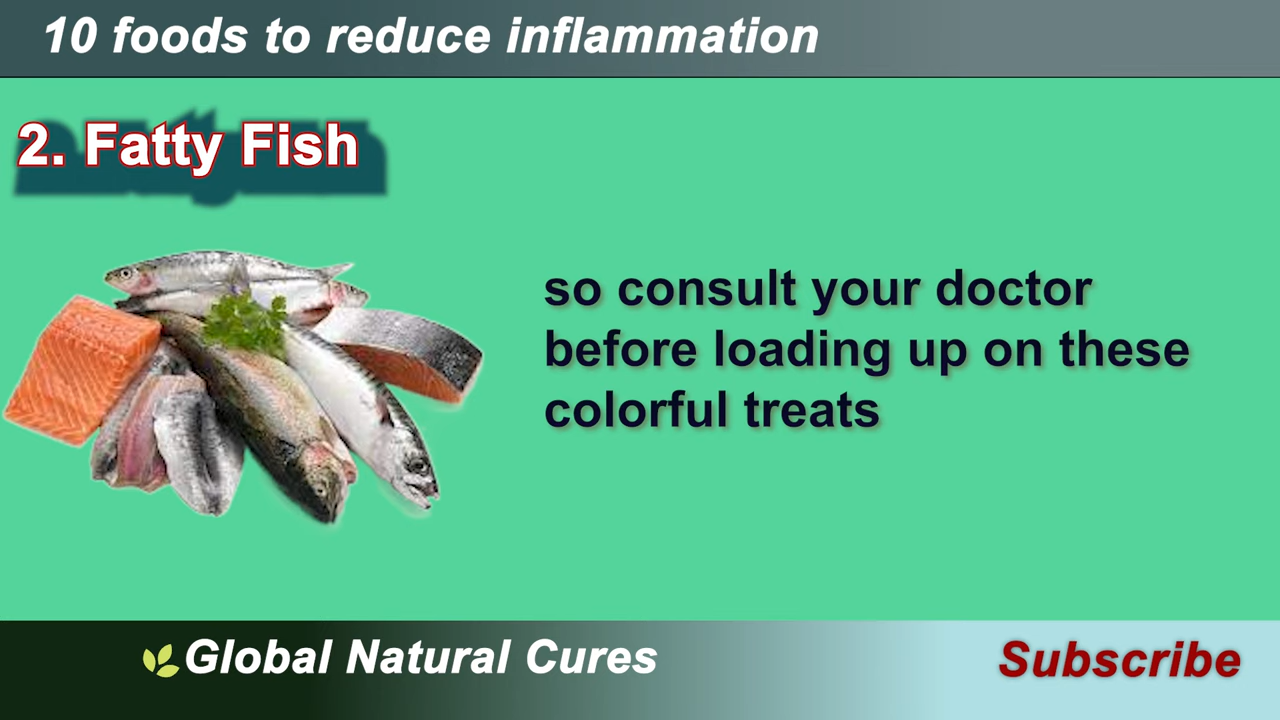 10 foods to reduce inflammation
2. Fatty Fish
so consult your doctor
before loading up on these
colorful treats
Global Natural Cures
Subscribe